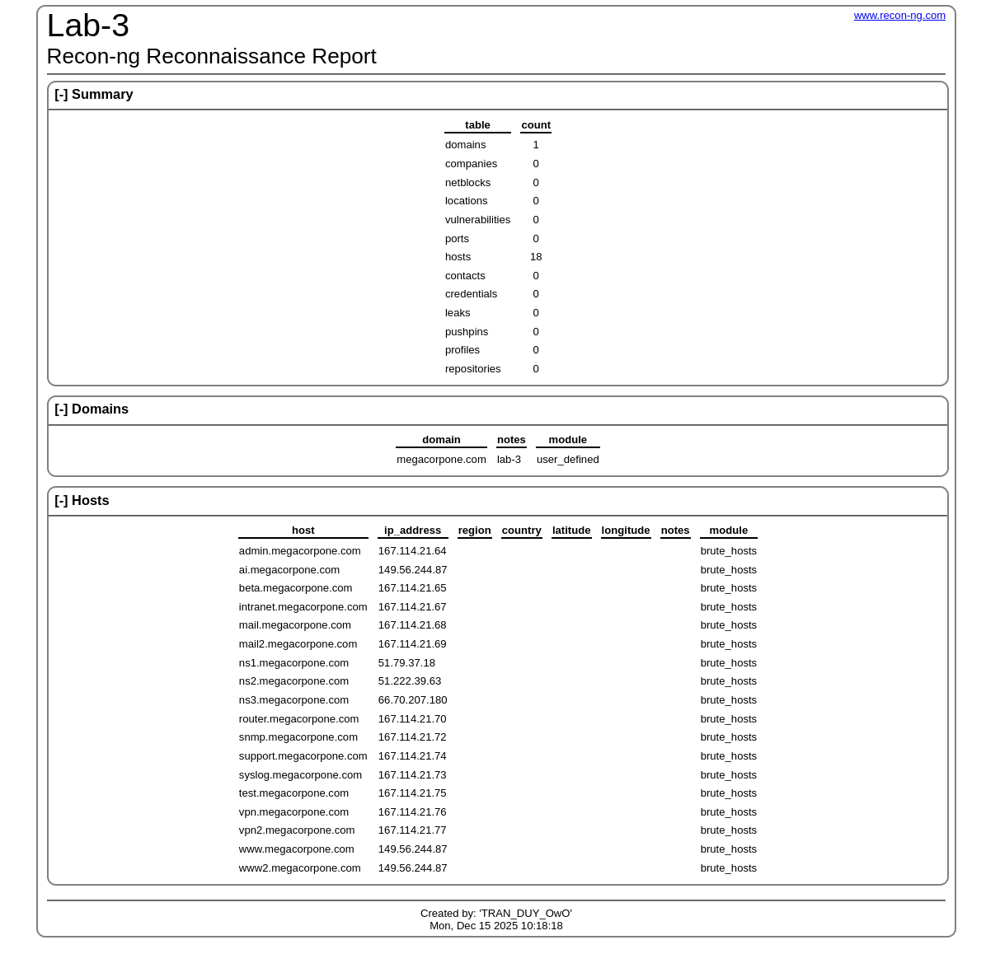 Lab-3
www.recon-ng.com
Recon-ng Reconnaissance Report
[-] Summary
table count
domains 1
companies 0
netblocks 0
locations 0
vulnerabilities 0
ports 0
hosts 18
contacts 0
credentials 0
leaks 0
pushpins 0
profiles 0
repositories 0
[-] Domains
domain notes module
megacorpone.com lab-3 user_defined
[-] Hosts
host ip_address region country latitude longitude notes module
admin.megacorpone.com 167.114.21.64 brute_hosts
ai.megacorpone.com 149.56.244.87 brute_hosts
beta.megacorpone.com 167.114.21.65 brute_hosts
intranet.megacorpone.com 167.114.21.67 brute_hosts
mail.megacorpone.com 167.114.21.68 brute_hosts
mail2.megacorpone.com 167.114.21.69 brute_hosts
ns1.megacorpone.com 51.79.37.18 brute_hosts
ns2.megacorpone.com 51.222.39.63 brute_hosts
ns3.megacorpone.com 66.70.207.180 brute_hosts
router.megacorpone.com 167.114.21.70 brute_hosts
snmp.megacorpone.com 167.114.21.72 brute_hosts
support.megacorpone.com 167.114.21.74 brute_hosts
syslog.megacorpone.com 167.114.21.73 brute_hosts
test.megacorpone.com 167.114.21.75 brute_hosts
vpn.megacorpone.com 167.114.21.76 brute_hosts
vpn2.megacorpone.com 167.114.21.77 brute_hosts
www.megacorpone.com 149.56.244.87 brute_hosts
www2.megacorpone.com 149.56.244.87 brute_hosts
Created by: 'TRAN_DUY_OwO'
Mon, Dec 15 2025 10:18:18